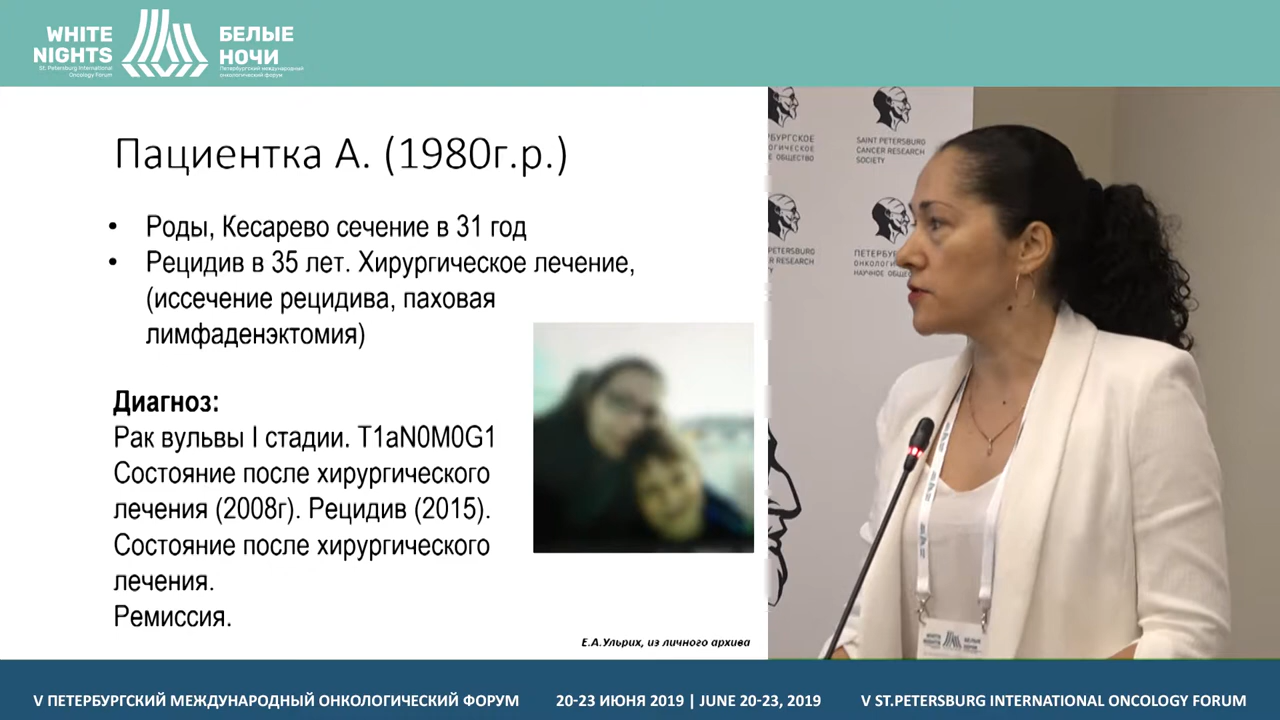 WHITE
NIGHTS
St. Petersburg International
Oncology Forum
БЕЛЫЕ
НОЧИ
Петербургский международный
онкологический форум
Пациентка А. (1980г.р.)
• Роды, Кесарево сечение в 31 год
• Рецидив в 35 лет. Хирургическое лечение,
(иссечение рецидива, паховая
лимфаденэктомия)
Диагноз:
Рак вульвы I стадии. T1aN0M0G1
Состояние после хирургического
лечения (2008г). Рецидив (2015).
Состояние после хирургического
лечения.
Ремиссия.
Е.А.Ульрих, из личного архива
SAINT PETERSBURG
CANCER RESEARCH
SOCIETY
ОБЩЕСТВО
НАУЧНОЕ
БЕЛЫЕ
НОЧИ
V ПЕТЕРБУРГСКИЙ МЕЖДУНАРОДНЫЙ ОНКОЛОГИЧЕСКИЙ ФОРУМ
20-23 ИЮНЯ 2019 | JUNE 20-23, 2019
V ST.PETERSBURG INTERNATIONAL ONCOLOGY FORUM